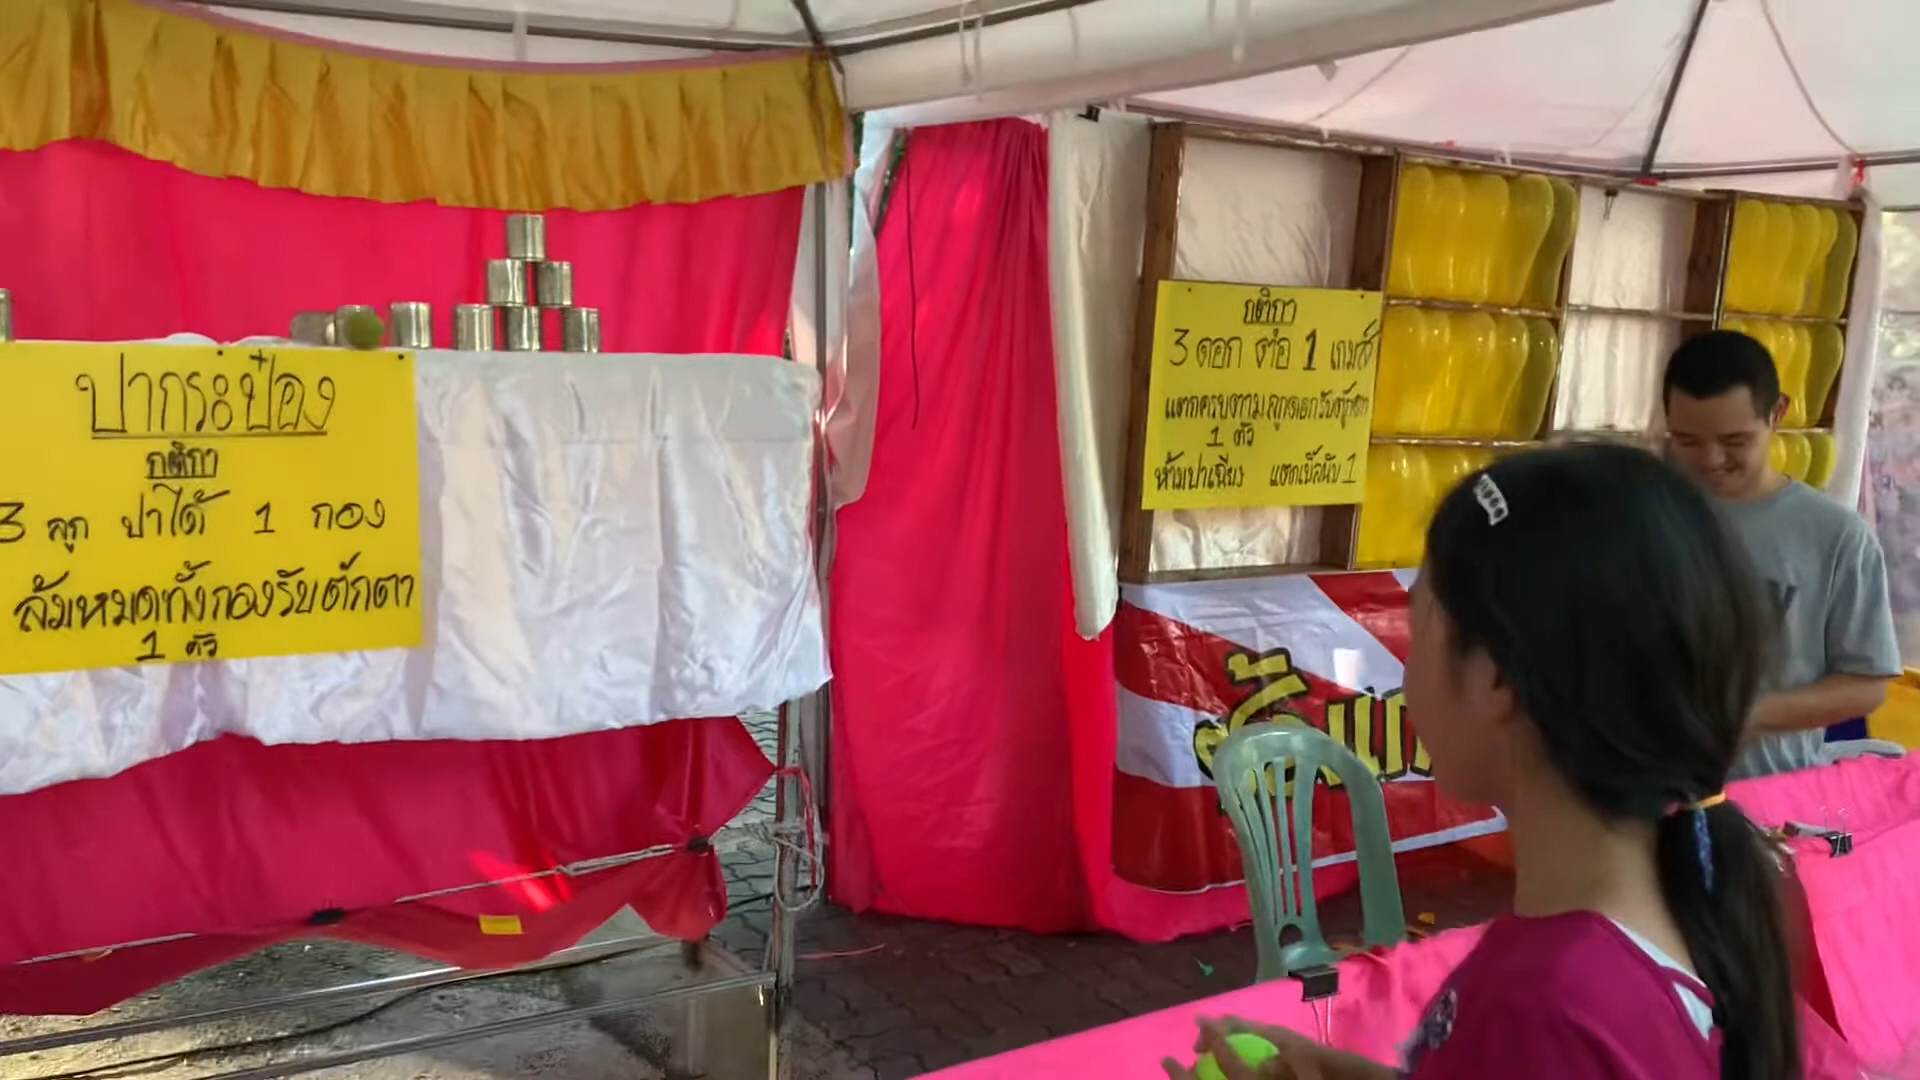 ปากระป๋อง
กติกา
3 ลูก ปาได้ 1 กอง
ล้มหมดทั้งกองรับตุ๊กตา
1 ตัว
กติกา
3 ดอก ต่อ 1 เกมส์
แตกครบตามลูกดอกรับตุ๊กตา
1 ตัว
ห้ามปาเฉียง แตกเบิ้ลนับ 1